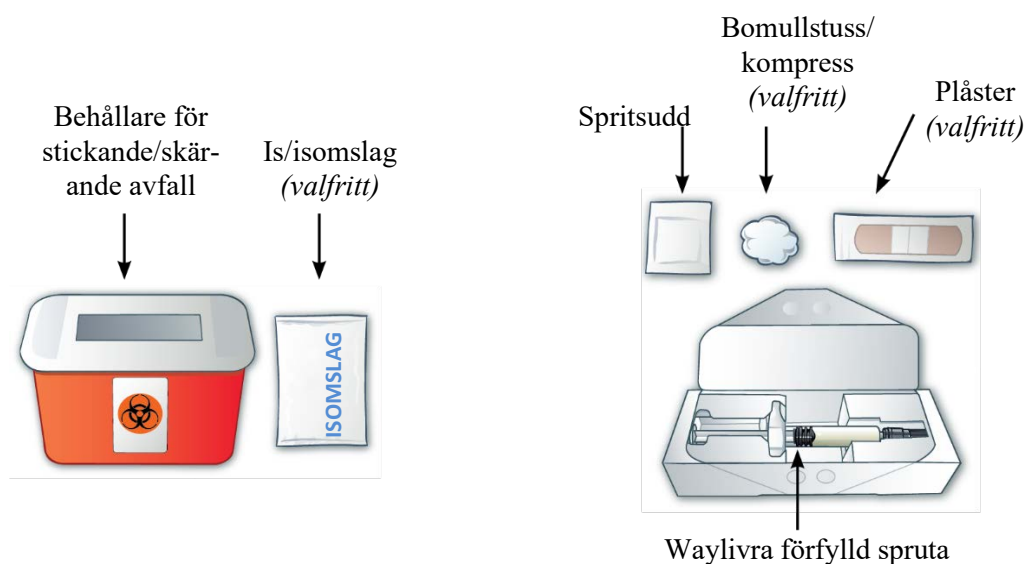 Behållare för
stickande/skär-
ande avfall
Is/isomslag
(valfritt)
ISOMSLAG
Spritsudd
Bomullstuss/
kompress
(valfritt)
Plåster
(valfritt)
Waylivra förfylld spruta